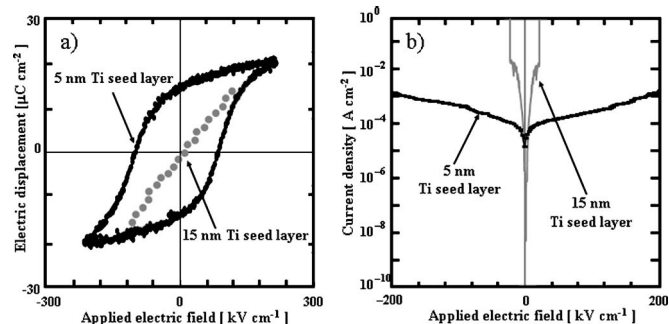 a)
30
5 nm Ti seed layer
0
15 nm Ti seed layer
-30
-300
0
300
Electric displacement [μC cm⁻²]
Applied electric field [ kV cm⁻¹]
b)
10⁰
10⁻²
10⁻⁴
10⁻⁶
10⁻⁸
10⁻¹⁰
5 nm
Ti seed layer
15 nm
Ti seed layer
-200
0
200
Current density [ A cm⁻²]
Applied electric field [ kV cm⁻¹]